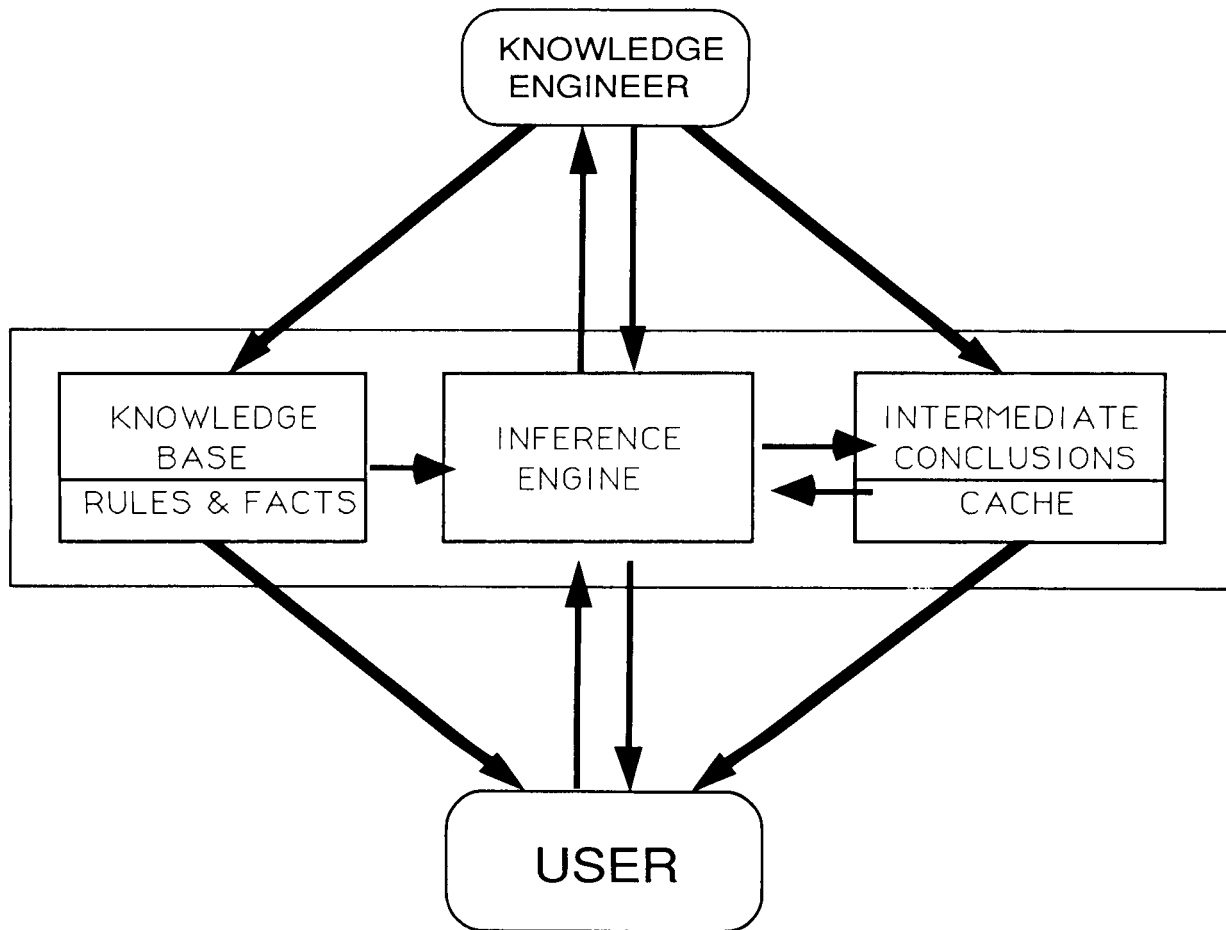 KNOWLEDGE
ENGINEER
KNOWLEDGE
BASE
RULES & FACTS
INFERENCE
ENGINE
INTERMEDIATE
CONCLUSIONS
CACHE
USER